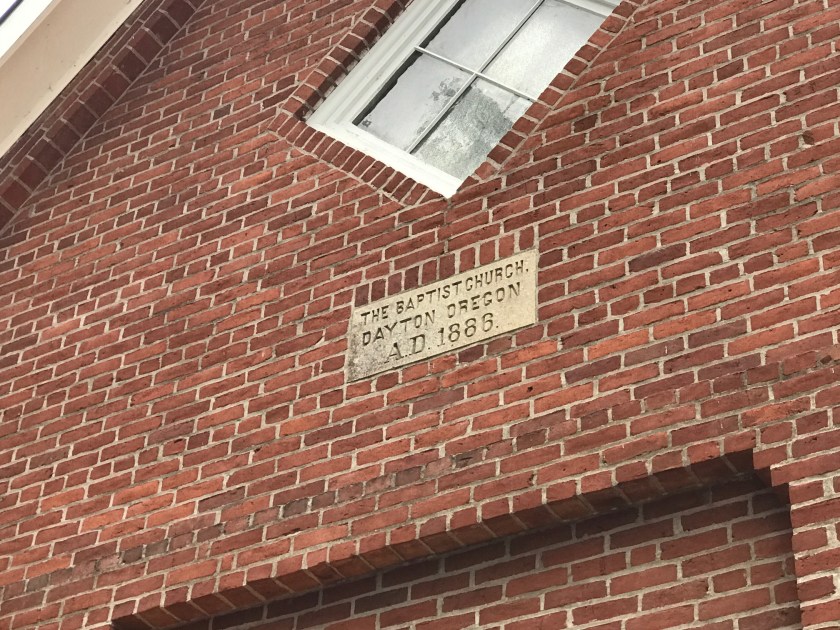 THE BAPTIST CHURCH,
DAYTON OREGON
A.D. 1886.